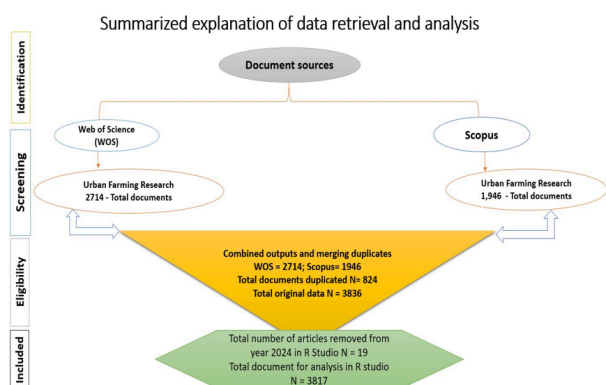 Summarized explanation of data retrieval and analysis
Identification
Document sources
Web of Science
(WOS)
Scopus
Screening
Urban Farming Research
2714 - Total documents
Urban Farming Research
1,946 - Total documents
Eligibility
Combined outputs and merging duplicates
WOS = 2714; Scopus= 1946
Total documents duplicated N= 824
Total original data N = 3836
Included
Total number of articles removed from
year 2024 in R Studio N = 19
Total document for analysis in R studio
N = 3817